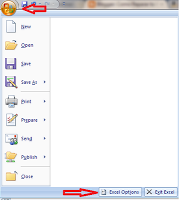 New
Open
Save
Save As
Print
Prepare
Send
Publish
Close
Excel Options
Exit Excel